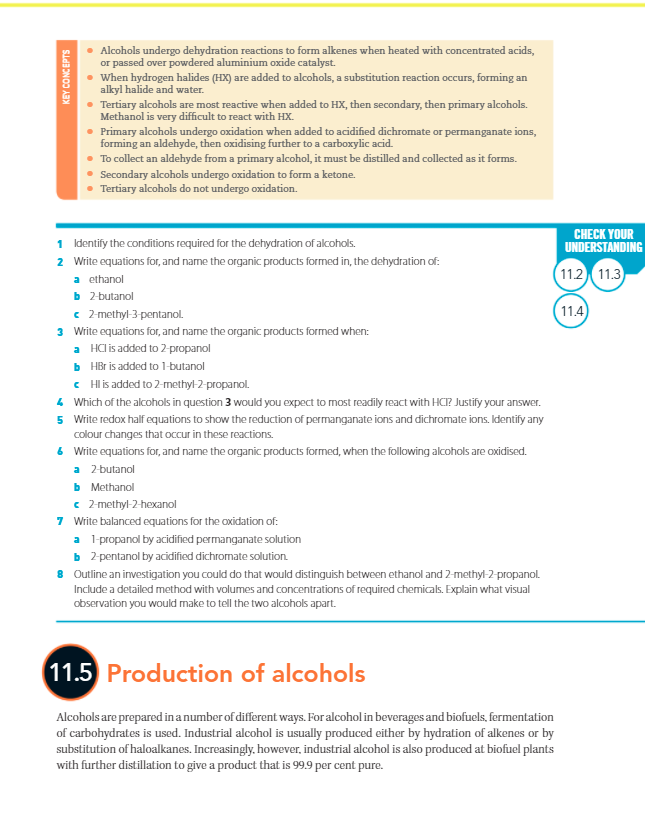 KEY CONCEPTS
• Alcohols undergo dehydration reactions to form alkenes when heated with concentrated acids,
or passed over powdered aluminium oxide catalyst.
• When hydrogen halides (HX) are added to alcohols, a substitution reaction occurs, forming an
alkyl halide and water.
• Tertiary alcohols are most reactive when added to HX, then secondary, then primary alcohols.
Methanol is very difficult to react with HX.
• Primary alcohols undergo oxidation when added to acidified dichromate or permanganate ions,
forming an aldehyde, then oxidising further to a carboxylic acid.
• To collect an aldehyde from a primary alcohol, it must be distilled and collected as it forms.
• Secondary alcohols undergo oxidation to form a ketone.
• Tertiary alcohols do not undergo oxidation.
CHECK YOUR
UNDERSTANDING
11.2 11.3
11.4
1 Identify the conditions required for the dehydration of alcohols.
2 Write equations for, and name the organic products formed in, the dehydration of:
a ethanol
b 2-butanol
c 2-methyl-3-pentanol.
3 Write equations for, and name the organic products formed when:
a HCl is added to 2-propanol
b HBr is added to 1-butanol
c HI is added to 2-methyl-2-propanol.
4 Which of the alcohols in question 3 would you expect to most readily react with HCl? Justify your answer.
5 Write redox half equations to show the reduction of permanganate ions and dichromate ions. Identify any
colour changes that occur in these reactions.
6 Write equations for, and name the organic products formed, when the following alcohols are oxidised.
a 2-butanol
b Methanol
c 2-methyl-2-hexanol
7 Write balanced equations for the oxidation of:
a 1-propanol by acidified permanganate solution
b 2-pentanol by acidified dichromate solution.
8 Outline an investigation you could do that would distinguish between ethanol and 2-methyl-2-propanol.
Include a detailed method with volumes and concentrations of required chemicals. Explain what visual
observation you would make to tell the two alcohols apart.
11.5 Production of alcohols
Alcohols are prepared in a number of different ways. For alcohol in beverages and biofuels, fermentation
of carbohydrates is used. Industrial alcohol is usually produced either by hydration of alkenes or by
substitution of haloalkanes. Increasingly, however, industrial alcohol is also produced at biofuel plants
with further distillation to give a product that is 99.9 per cent pure.